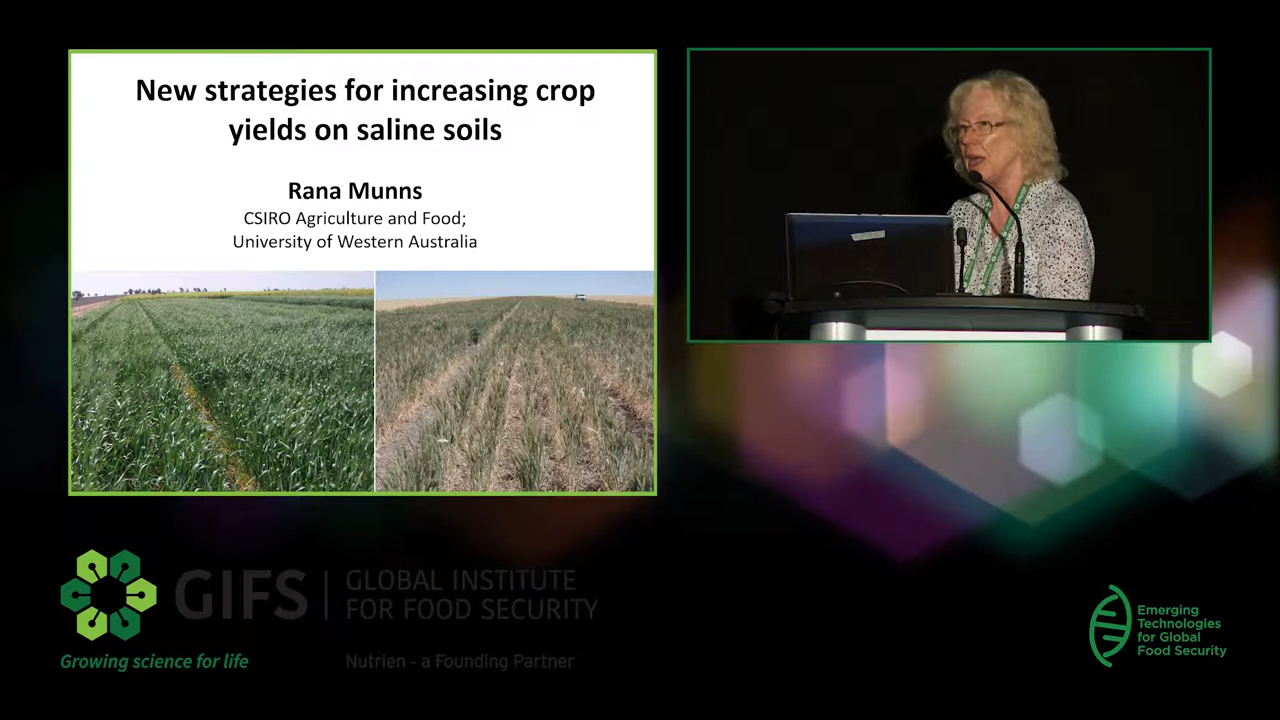 New strategies for increasing crop
yields on saline soils
Rana Munns
CSIRO Agriculture and Food;
University of Western Australia
GIFS
GLOBAL INSTITUTE
FOR FOOD SECURITY
Growing science for life
Nutrien - a Founding Partner
Emerging
Technologies
for Global
Food Security